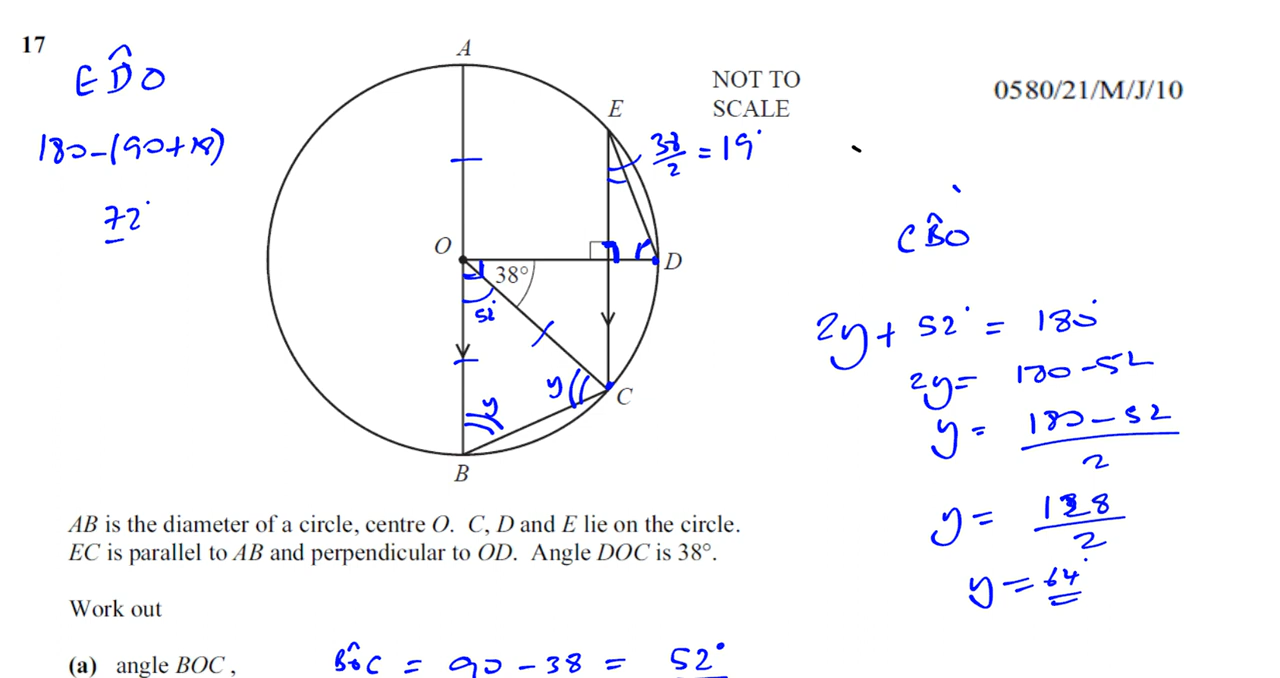 17
A
NOT TO
SCALE
0580/21/M/J/10
E
ED̂O
38/2 = 19°
180-(90+18)
72°
CB̂O
O
D
38°
52°
2y + 52° = 180°
2y = 180-52
y
C
y
y = 180-52/2
B
y = 128/2
y = 64°
AB is the diameter of a circle, centre O. C, D and E lie on the circle.
EC is parallel to AB and perpendicular to OD. Angle DOC is 38°.
Work out
(a) angle BOC, BÔC = 90 - 38 = 52°